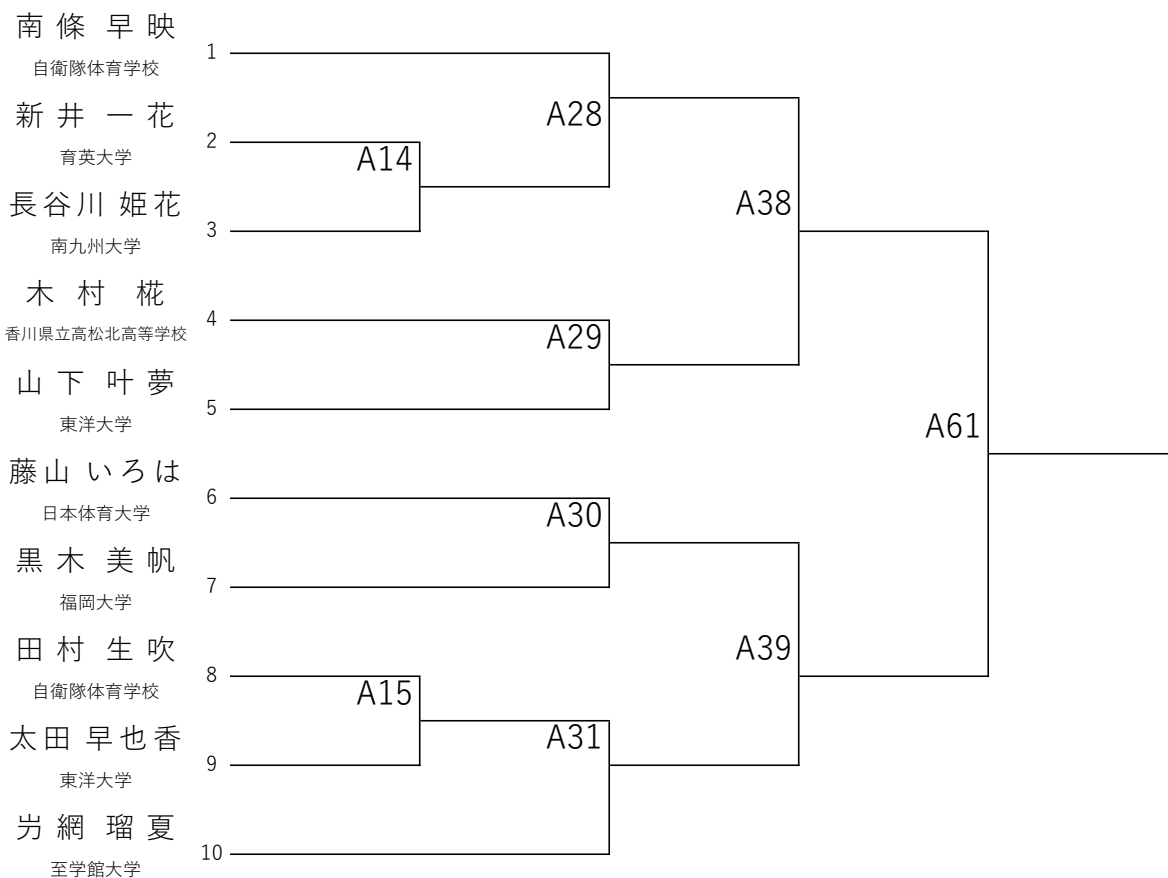 南條 早映
1
自衛隊体育学校
A28
新井 一花
2
A14
育英大学
長谷川 姫花
A38
3
南九州大学
木村 椛
4
A29
香川県立高松北高等学校
山下 叶夢
5
東洋大学
A61
藤山 いろは
6
A30
日本体育大学
黒木 美帆
7
福岡大学
田村 生吹
A39
8
A15
自衛隊体育学校
太田 早也香
A31
9
東洋大学
屶網 瑠夏
10
至学館大学